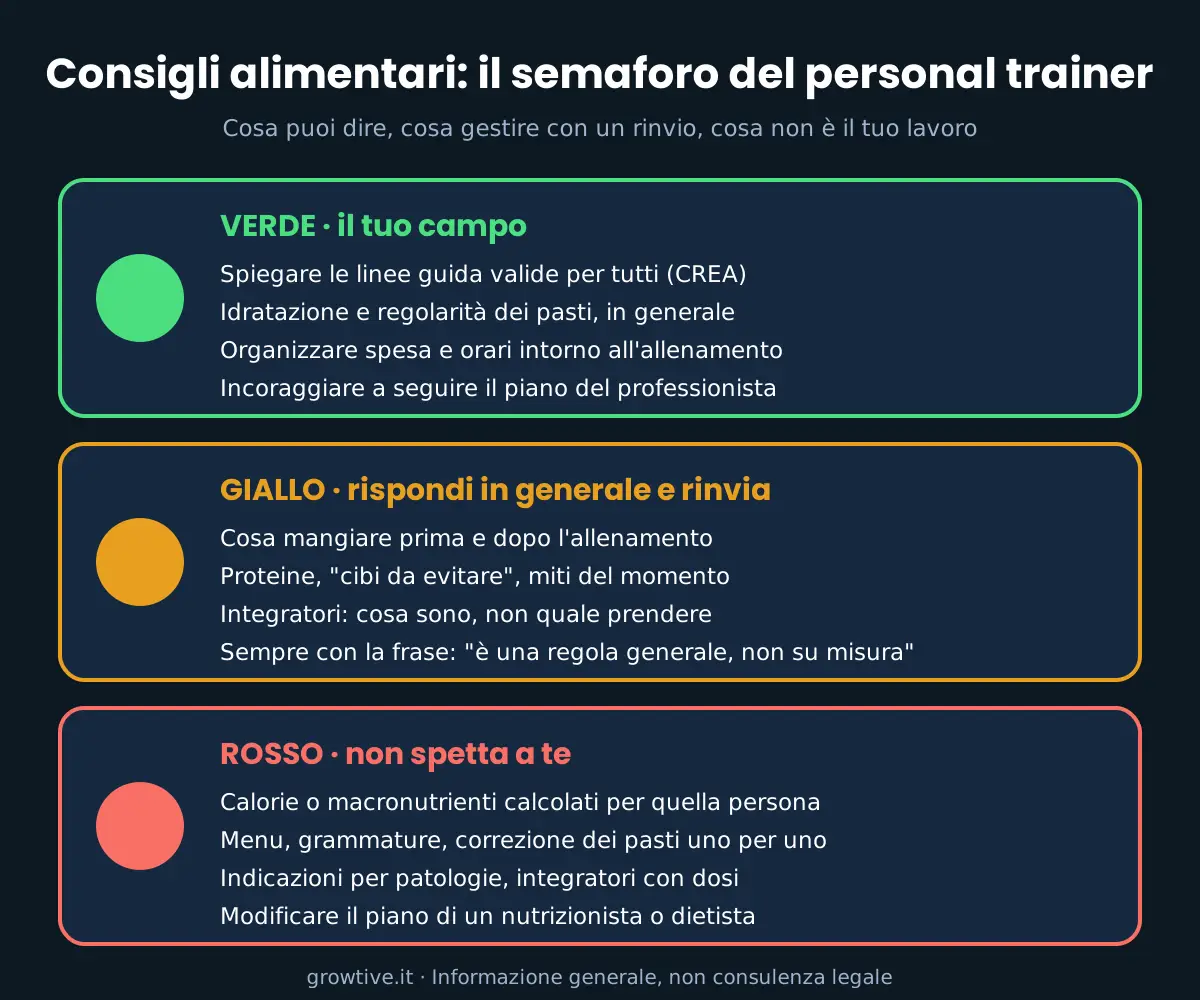 Consigli alimentari: il semaforo del personal trainer
Cosa puoi dire, cosa gestire con un rinvio, cosa non è il tuo lavoro
VERDE · il tuo campo
Spiegare le linee guida valide per tutti (CREA)
Idratazione e regolarità dei pasti, in generale
Organizzare spesa e orari intorno all'allenamento
Incoraggiare a seguire il piano del professionista
GIALLO · rispondi in generale e rinvia
Cosa mangiare prima e dopo l'allenamento
Proteine, "cibi da evitare", miti del momento
Integratori: cosa sono, non quale prendere
Sempre con la frase: "è una regola generale, non su misura"
ROSSO · non spetta a te
Calorie o macronutrienti calcolati per quella persona
Menu, grammature, correzione dei pasti uno per uno
Indicazioni per patologie, integratori con dosi
Modificare il piano di un nutrizionista o dietista
growtive.it · Informazione generale, non consulenza legale